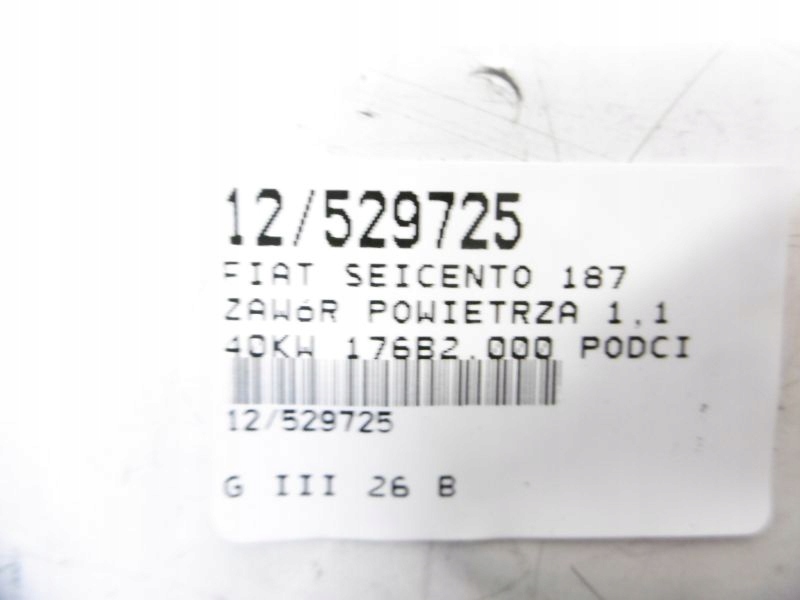 12/529725
FIAT SEICENTO 187
ZAWóR POWIETRZA 1,1
40KW 176B2.000 PODCI
12/529725
G III 26 B